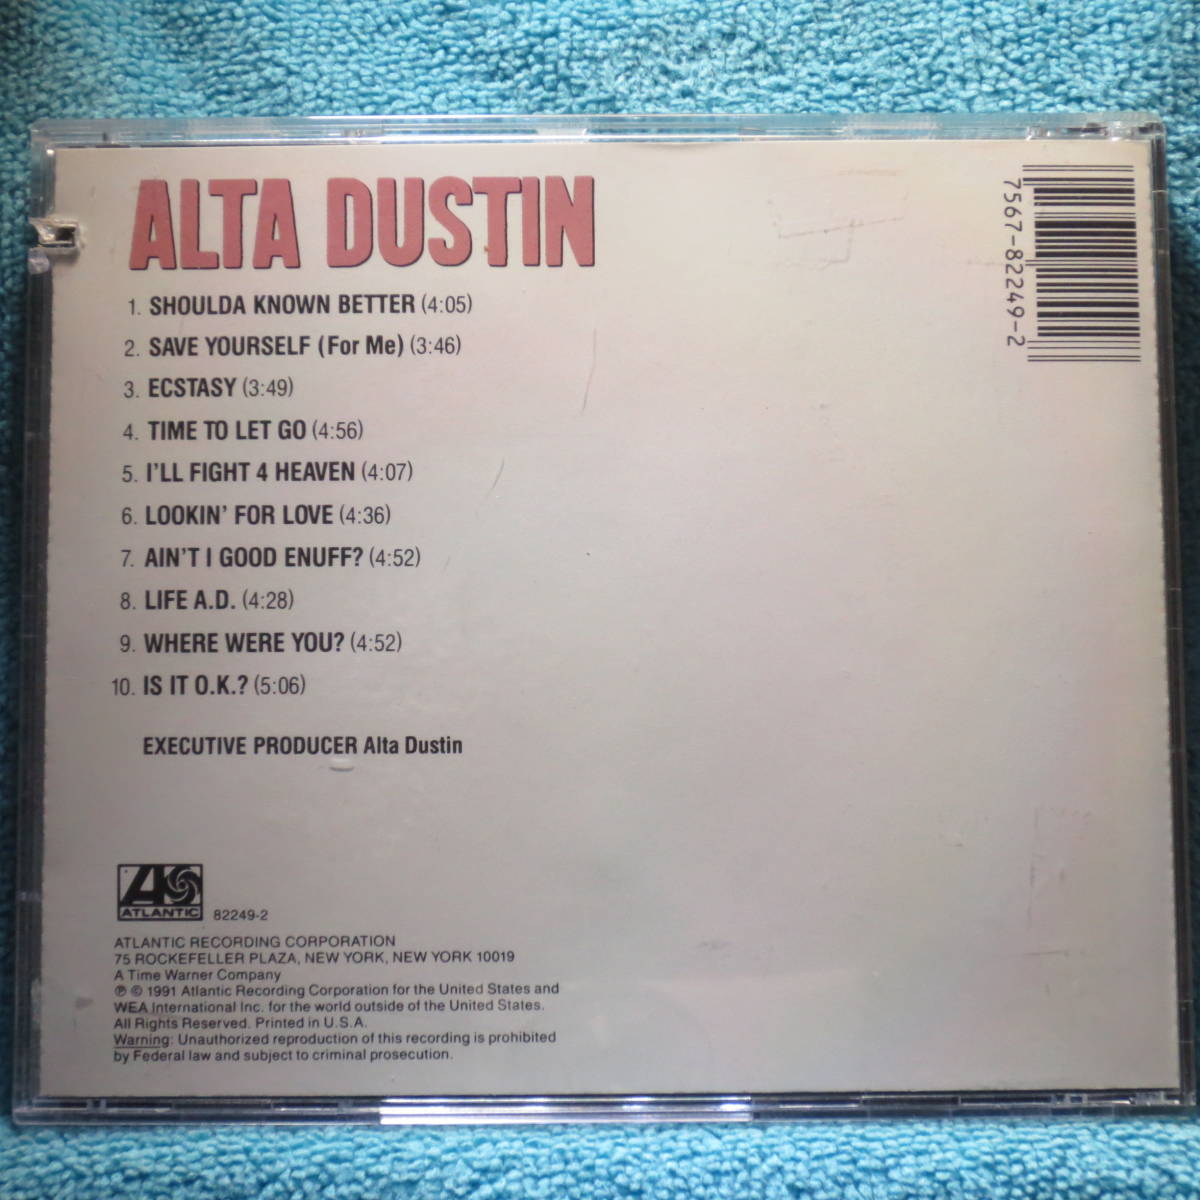 ALTA DUSTIN
7567-82249-2
1. SHOULDA KNOWN BETTER (4:05)
2. SAVE YOURSELF (For Me) (3:46)
3. ECSTASY (3:49)
4. TIME TO LET GO (4:56)
5. I'LL FIGHT 4 HEAVEN (4:07)
6. LOOKIN' FOR LOVE (4:36)
7. AIN'T I GOOD ENUFF? (4:52)
8. LIFE A.D. (4:28)
9. WHERE WERE YOU? (4:52)
10. IS IT O.K.? (5:06)
EXECUTIVE PRODUCER Alta Dustin
ATLANTIC 82249-2
ATLANTIC RECORDING CORPORATION
75 ROCKEFELLER PLAZA, NEW YORK, NEW YORK 10019
A Time Warner Company
℗ © 1991 Atlantic Recording Corporation for the United States and
WEA International Inc. for the world outside of the United States.
All Rights Reserved. Printed in U.S.A.
Warning: Unauthorized reproduction of this recording is prohibited
by Federal law and subject to criminal prosecution.